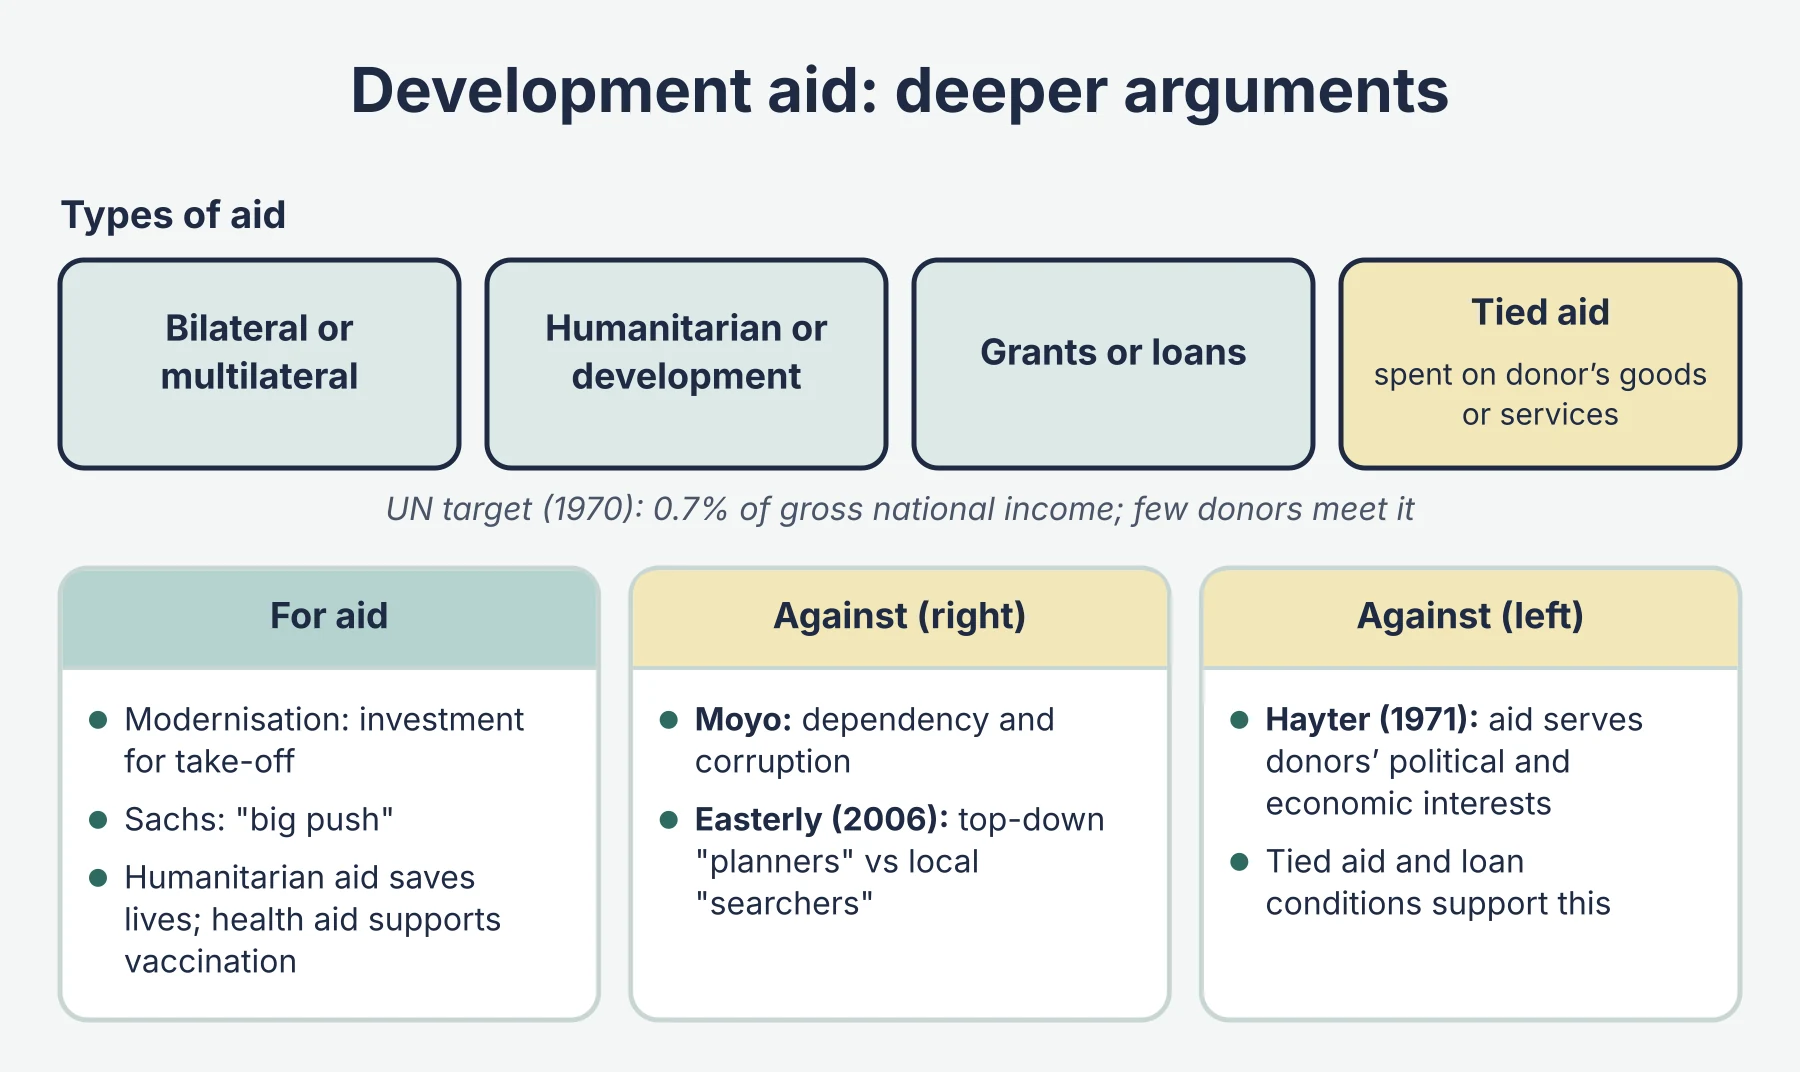 Development aid: deeper arguments
Types of aid
Bilateral or
multilateral
Humanitarian or
development
Grants or loans
Tied aid
spent on donor’s goods
or services
UN target (1970): 0.7% of gross national income; few donors meet it
For aid
Modernisation: investment
for take-off
Sachs: "big push"
Humanitarian aid saves
lives; health aid supports
vaccination
Against (right)
Moyo: dependency and
corruption
Easterly (2006): top-down
"planners" vs local
"searchers"
Against (left)
Hayter (1971): aid serves
donors’ political and
economic interests
Tied aid and loan
conditions support this